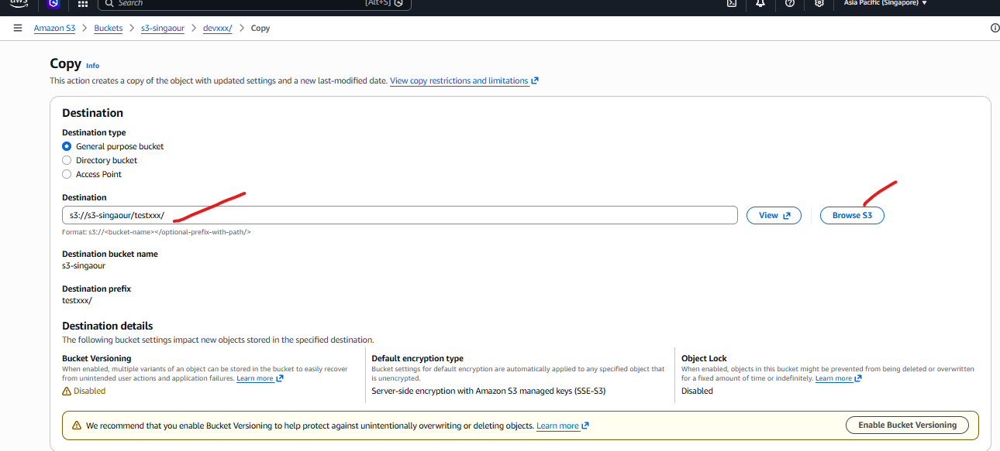 aws Search [Alt+S] Asia Pacific (Singapore) ▼
Amazon S3 > Buckets > s3-singaour > devxxx/ > Copy
Copy Info
This action creates a copy of the object with updated settings and a new last-modified date. View copy restrictions and limitations
Destination
Destination type
General purpose bucket
Directory bucket
Access Point
Destination
s3://s3-singaour/testxxx/ View Browse S3
Format: s3://<bucket-name></optional-prefix-with-path/>
Destination bucket name
s3-singaour
Destination prefix
testxxx/
Destination details
The following bucket settings impact new objects stored in the specified destination.
Bucket Versioning
When enabled, multiple variants of an object can be stored in the bucket to easily recover
from unintended user actions and application failures. Learn more
Disabled
Default encryption type
Bucket settings for default encryption are automatically applied to any specified object that
is unencrypted.
Server-side encryption with Amazon S3 managed keys (SSE-S3)
Object Lock
When enabled, objects in this bucket might be prevented from being deleted or overwritten
for a fixed amount of time or indefinitely. Learn more
Disabled
We recommend that you enable Bucket Versioning to help protect against unintentionally overwriting or deleting objects. Learn more Enable Bucket Versioning